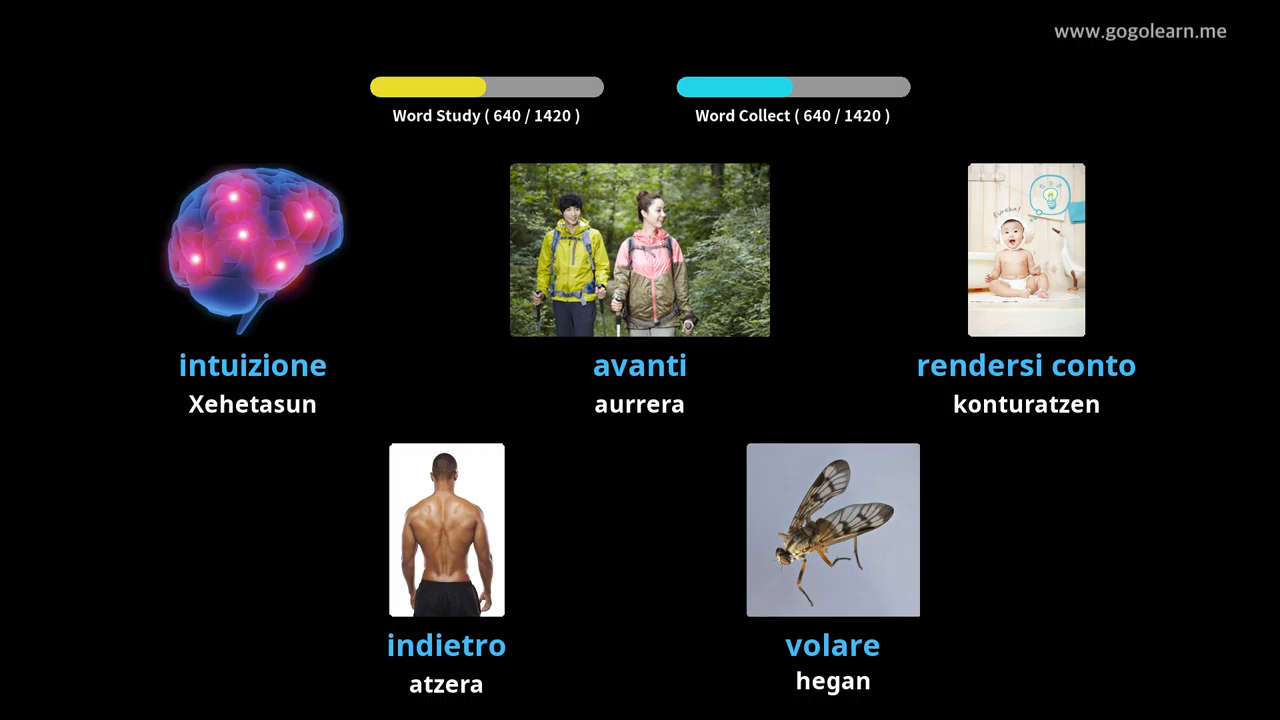 www.gogolearn.me
Word Study ( 640 / 1420 )
Word Collect ( 640 / 1420 )
Eureka!
intuizione
Xehetasun
avanti
aurrera
rendersi conto
konturatzen
indietro
atzera
volare
hegan